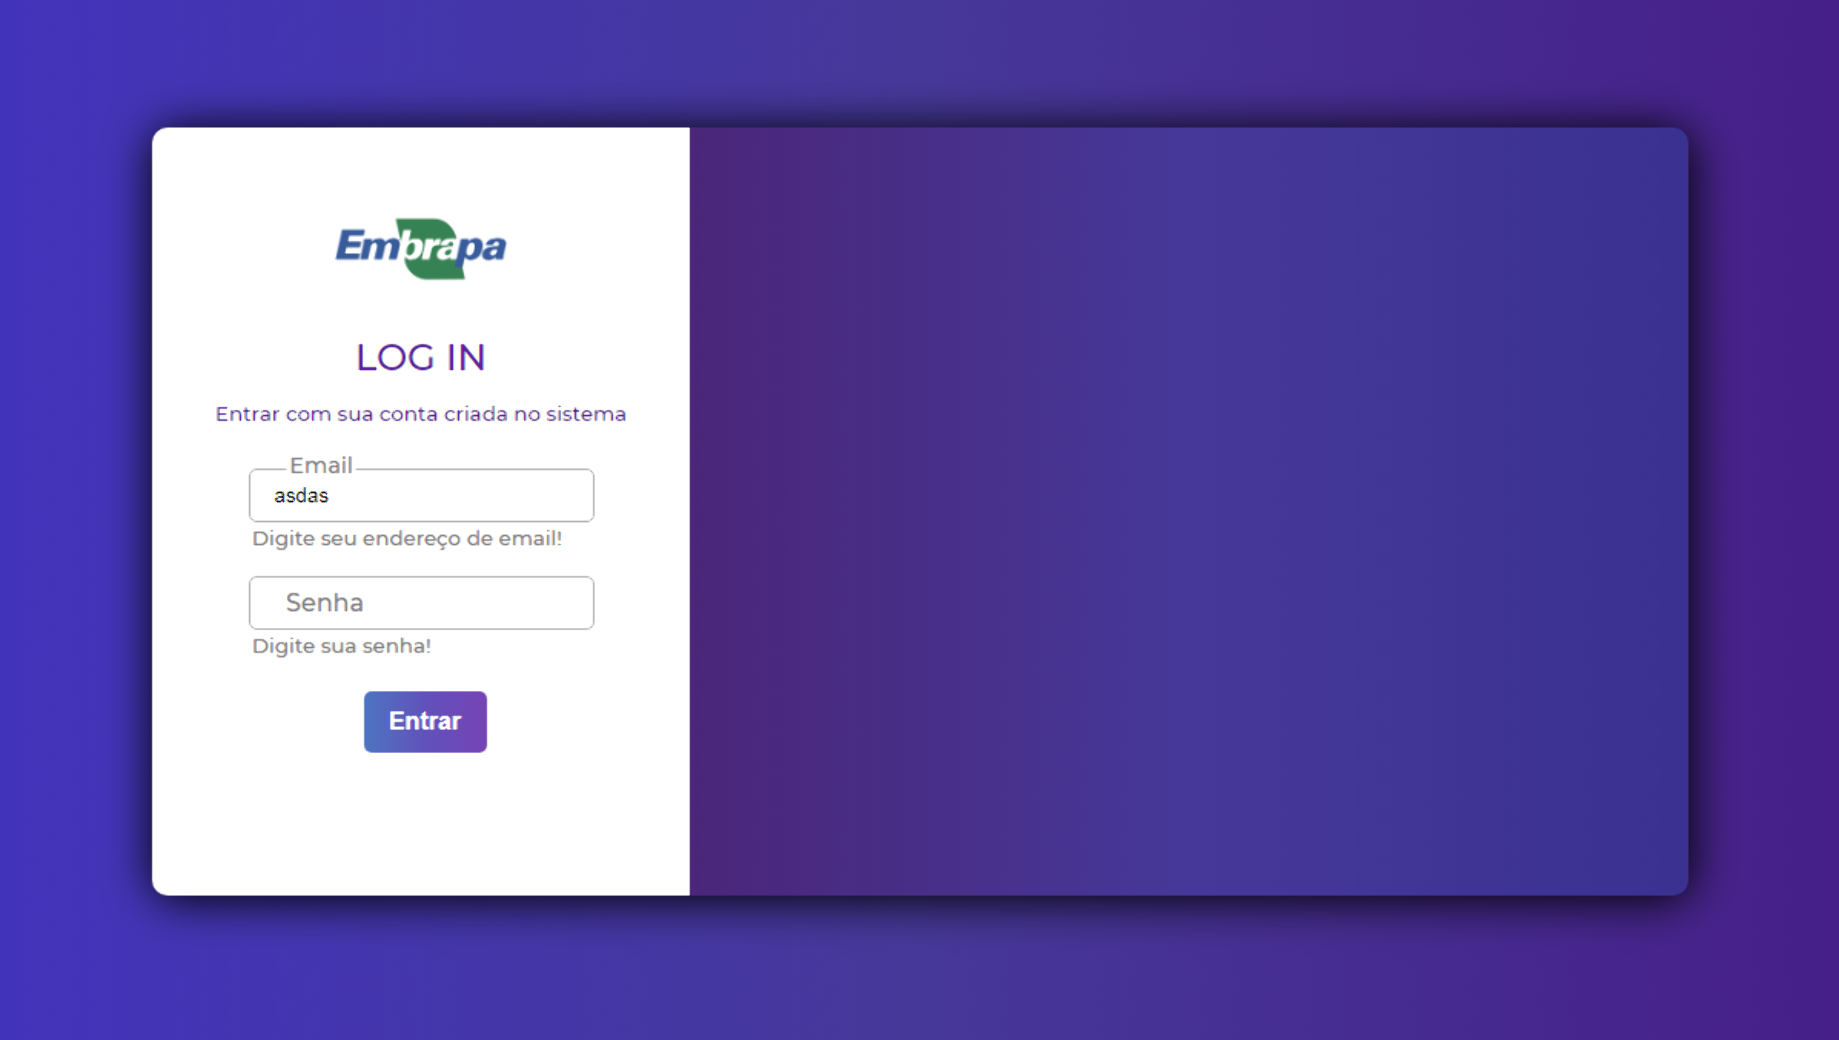 Embrapa
LOG IN
Entrar com sua conta criada no sistema
Email
asdas
Digite seu endereço de email!
Senha
Digite sua senha!
Entrar